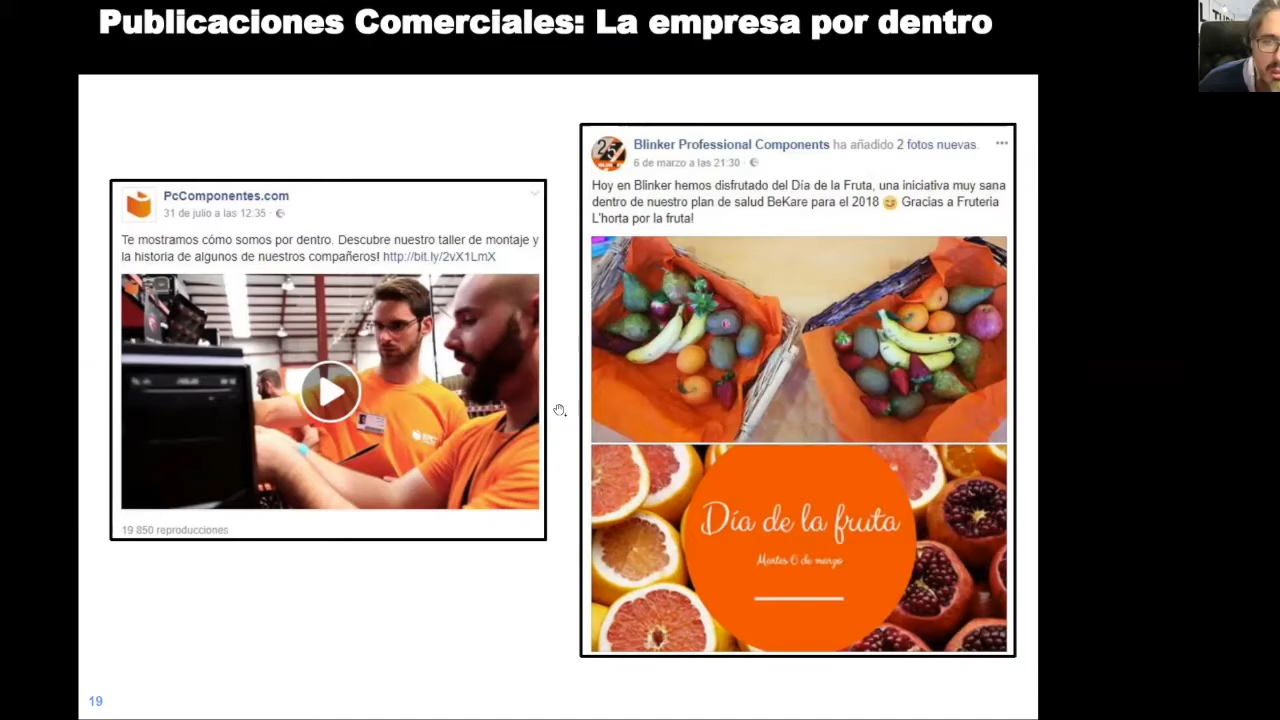 Publicaciones Comerciales: La empresa por dentro
PcComponentes.com
31 de julio a las 12:35 ·
Te mostramos cómo somos por dentro. Descubre nuestro taller de montaje y
la historia de algunos de nuestros compañeros! http://bit.ly/2vX1LmX
19 850 reproducciones
Blinker Professional Components ha añadido 2 fotos nuevas.
6 de marzo a las 21:30 ·
Hoy en Blinker hemos disfrutado del Día de la Fruta, una iniciativa muy sana
dentro de nuestro plan de salud BeKare para el 2018 😊 Gracias a Fruteria
L'horta por la fruta!
Día de la fruta
Martes 6 de marzo
19